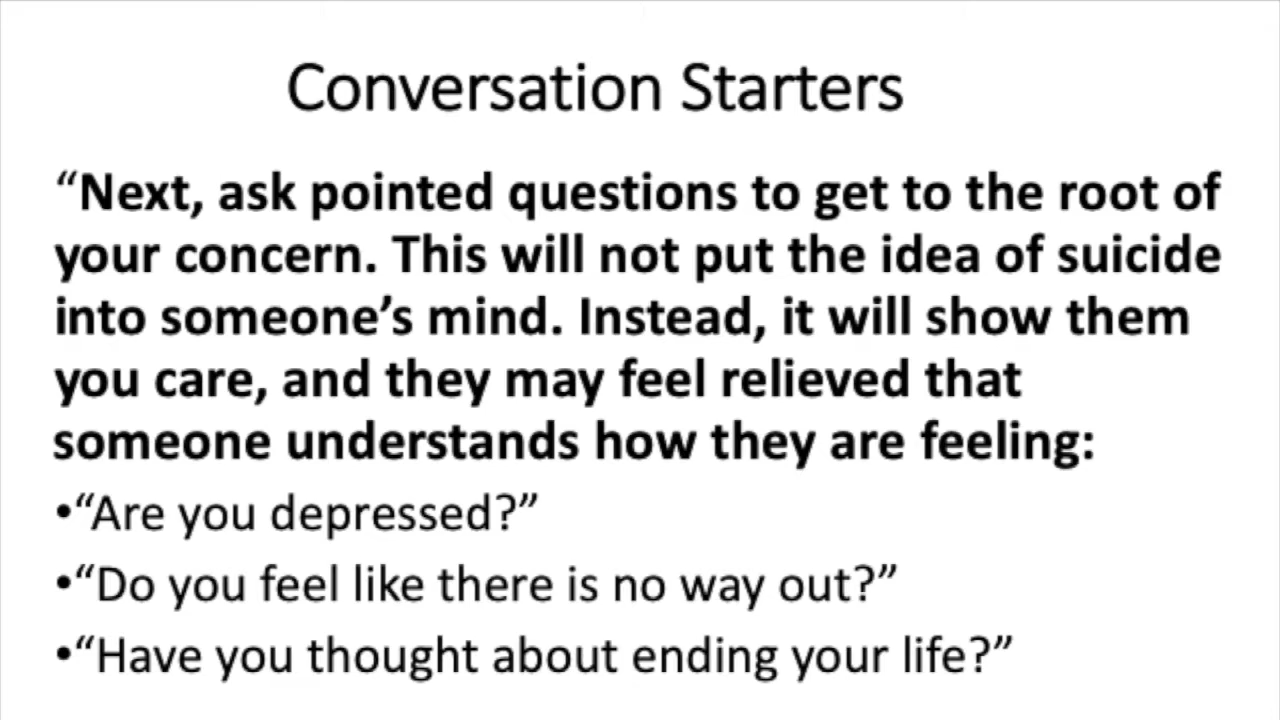 Conversation Starters
“Next, ask pointed questions to get to the root of
your concern. This will not put the idea of suicide
into someone’s mind. Instead, it will show them
you care, and they may feel relieved that
someone understands how they are feeling:
•“Are you depressed?”
•“Do you feel like there is no way out?”
•“Have you thought about ending your life?”